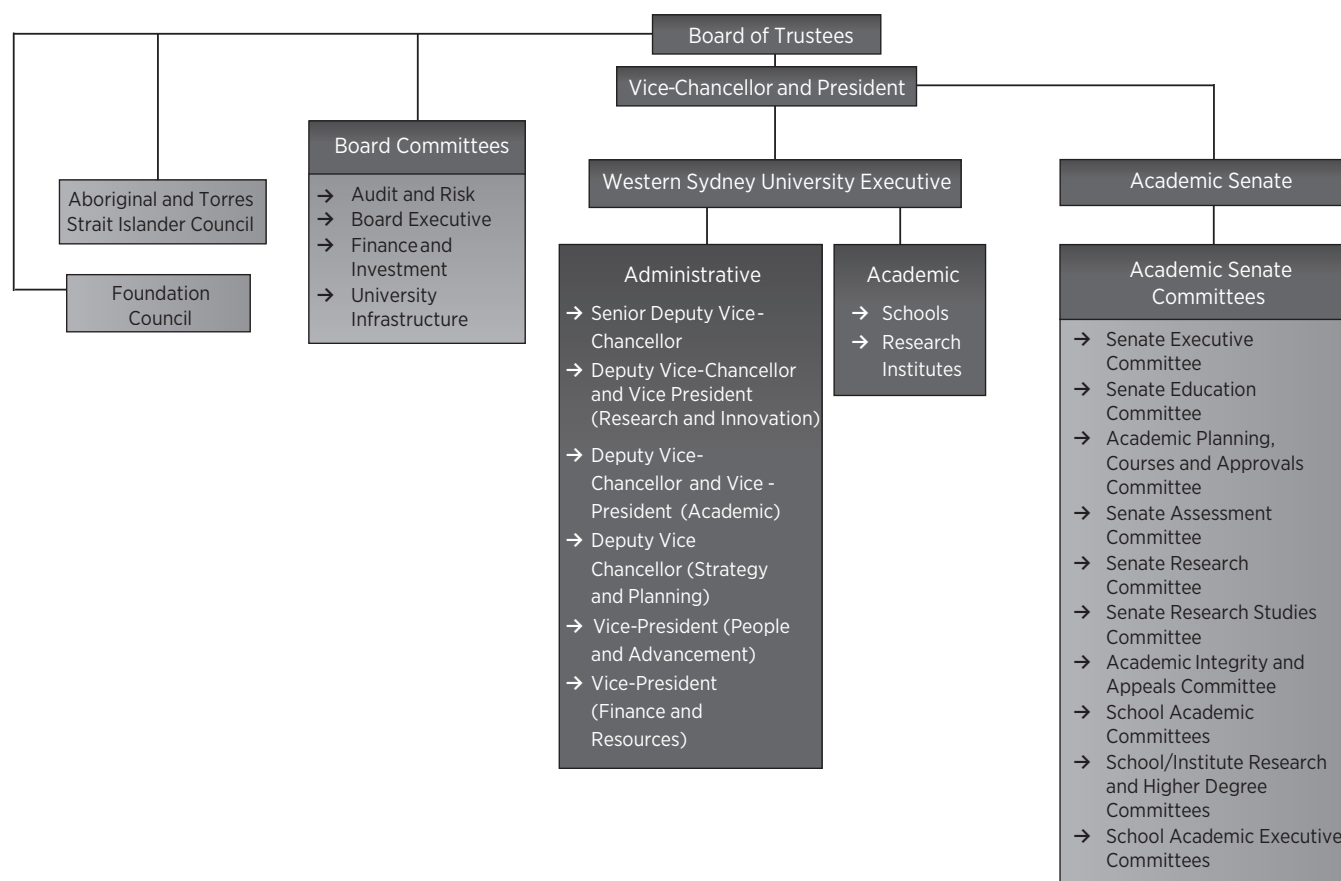 Board of Trustees
Vice-Chancellor and President
Board Committees
→ Audit and Risk
→ Board Executive
→ Finance and
Investment
→ University
Infrastructure
Aboriginal and Torres
Strait Islander Council
Foundation
Council
Western Sydney University Executive
Administrative
→ Senior Deputy Vice-
Chancellor
→ Deputy Vice-Chancellor
and Vice President
(Research and Innovation)
→ Deputy Vice-
Chancellor and Vice -
President (Academic)
→ Deputy Vice
Chancellor (Strategy
and Planning)
→ Vice-President (People
and Advancement)
→ Vice-President
(Finance and
Resources)
Academic
→ Schools
→ Research
Institutes
Academic Senate
Academic Senate
Committees
→ Senate Executive
Committee
→ Senate Education
Committee
→ Academic Planning,
Courses and Approvals
Committee
→ Senate Assessment
Committee
→ Senate Research
Committee
→ Senate Research Studies
Committee
→ Academic Integrity and
Appeals Committee
→ School Academic
Committees
→ School/Institute Research
and Higher Degree
Committees
→ School Academic Executive
Committees